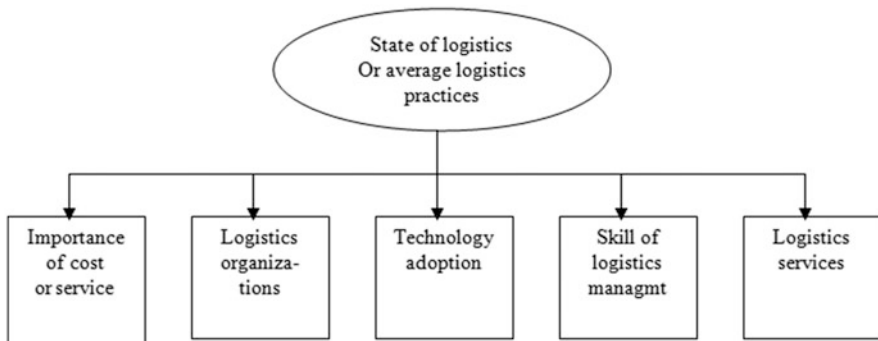 State of logistics
Or average logistics
practices
Importance
of cost
or service
Logistics
organiza-
tions
Technology
adoption
Skill of
logistics
managmt
Logistics
services